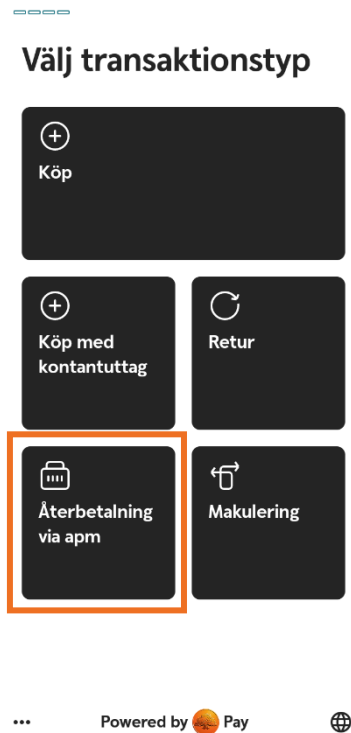 Välj transaktionstyp
Köp
Köp med
kontantuttag
Retur
Återbetalning
via apm
Makulering
Powered by Pay